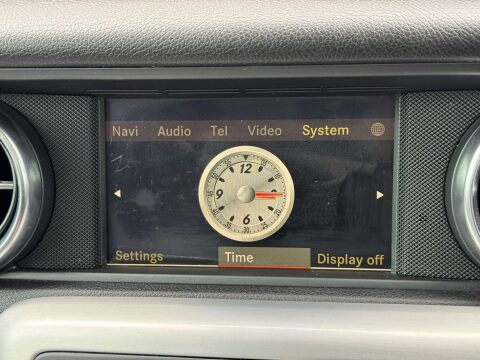 Navi Audio Tel Video System
12
9
6
Settings Time Display off